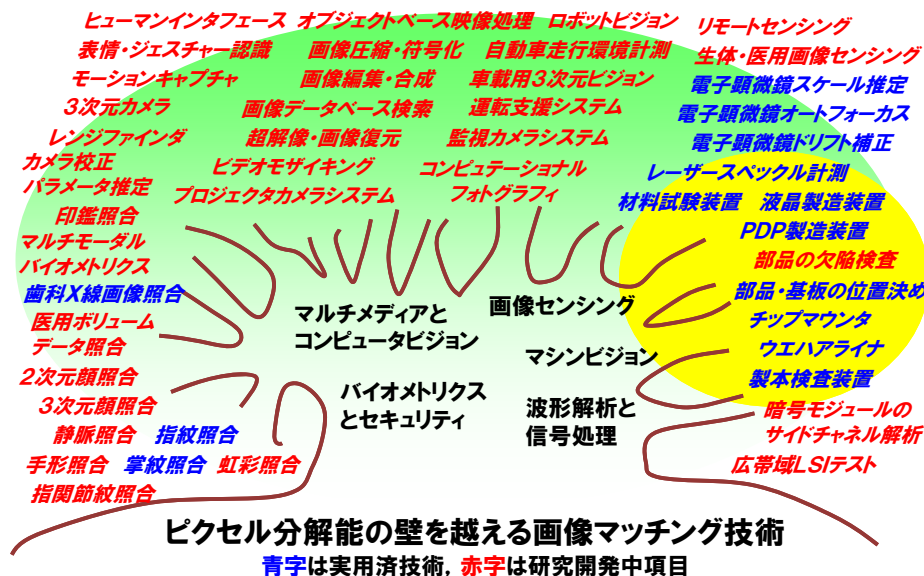 ヒューマンインタフェース オブジェクトベース映像処理 ロボットビジョン リモートセンシング
表情・ジェスチャー認識 画像圧縮・符号化 自動車走行環境計測 生体・医用画像センシング
モーションキャプチャ 画像編集・合成 車載用3次元ビジョン 電子顕微鏡スケール推定
3次元カメラ 画像データベース検索 運転支援システム 電子顕微鏡オートフォーカス
レンジファインダ 超解像・画像復元 監視カメラシステム 電子顕微鏡ドリフト補正
カメラ校正 ビデオモザイキング コンピュテーショナル レーザースペックル計測
パラメータ推定 プロジェクタカメラシステム フォトグラフィ 材料試験装置 液晶製造装置
印鑑照合 PDP製造装置
マルチモーダル
バイオメトリクス 部品の欠陥検査
歯科X線画像照合 マルチメディアと 画像センシング 部品・基板の位置決め
医用ボリューム コンピュータビジョン チップマウンタ
データ照合 マシンビジョン ウエハアライナ
2次元顔照合 バイオメトリクス 製本検査装置
3次元顔照合 とセキュリティ 波形解析と 暗号モジュールの
静脈照合 指紋照合 信号処理 サイドチャネル解析
手形照合 掌紋照合 虹彩照合 広帯域LSIテスト
指関節紋照合
ピクセル分解能の壁を越える画像マッチング技術
青字は実用済技術, 赤字は研究開発中項目